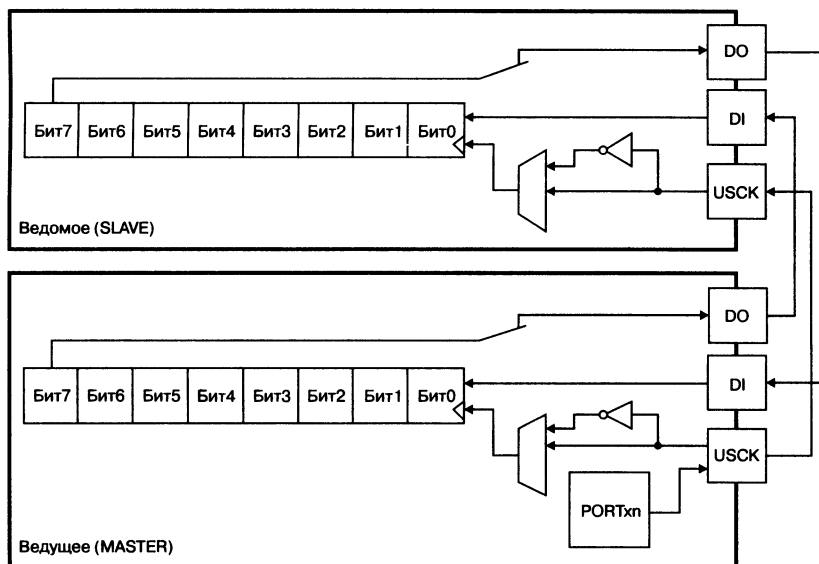 DO
Бит7 Бит6 Бит5 Бит4 Бит3 Бит2 Бит1 Бит0
DI
USCK
Ведомое (SLAVE)
DO
Бит7 Бит6 Бит5 Бит4 Бит3 Бит2 Бит1 Бит0
DI
USCK
PORTxn
Ведущее (MASTER)